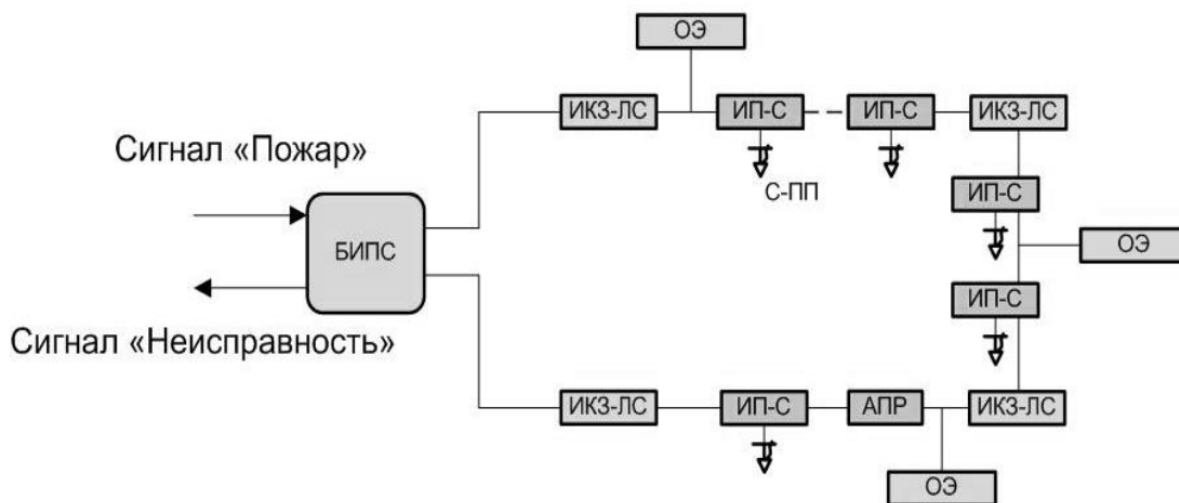 ОЭ
ИКЗ-ЛС
ИП-С
ИП-С
ИКЗ-ЛС
Сигнал «Пожар»
С-ПП
ИП-С
БИПС
ОЭ
ИП-С
Сигнал «Неисправность»
ИКЗ-ЛС
ИП-С
АПР
ИКЗ-ЛС
ОЭ